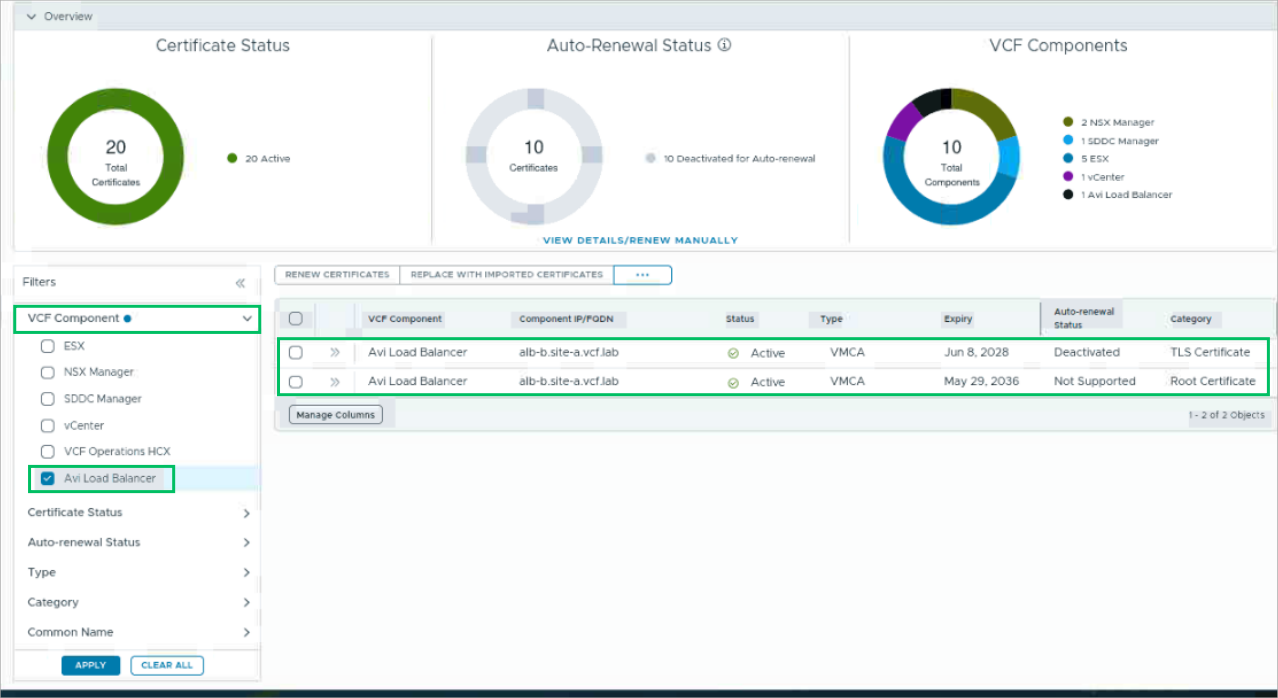 Overview
Certificate Status
20
Total
Certificates
20 Active
Auto-Renewal Status
10
Certificates
10 Deactivated for Auto-renewal
VIEW DETAILS/RENEW MANUALLY
VCF Components
10
Total
Components
2 NSX Manager
1 SDDC Manager
5 ESX
1 vCenter
1 Avi Load Balancer
Filters
VCF Component
ESX
NSX Manager
SDDC Manager
vCenter
VCF Operations HCX
Avi Load Balancer
Certificate Status
Auto-renewal Status
Type
Category
Common Name
APPLY CLEAR ALL
RENEW CERTIFICATES REPLACE WITH IMPORTED CERTIFICATES ...
VCF Component Component IP/FQDN Status Type Expiry Auto-renewal Status Category
Avi Load Balancer alb-b.site-a.vcf.lab Active VMCA Jun 8, 2028 Deactivated TLS Certificate
Avi Load Balancer alb-b.site-a.vcf.lab Active VMCA May 29, 2036 Not Supported Root Certificate
Manage Columns 1 - 2 of 2 Objects